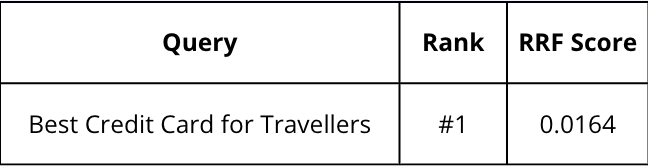 Query Rank RRF Score
Best Credit Card for Travellers #1 0.0164